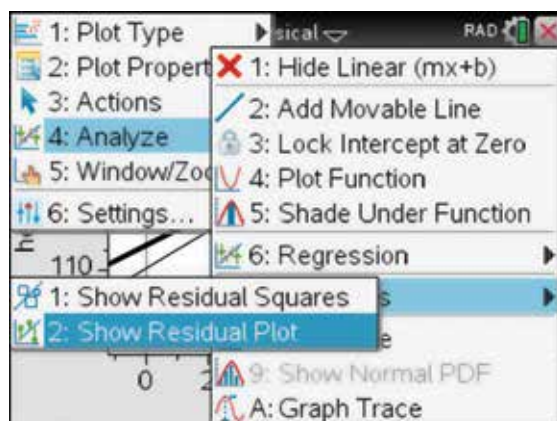 1: Plot Type
sical
RAD
2: Plot Propert
1: Hide Linear (mx+b)
3: Actions
2: Add Movable Line
4: Analyze
3: Lock Intercept at Zero
5: Window/Zoo
4: Plot Function
6: Settings...
5: Shade Under Function
110
6: Regression
1: Show Residual Squares
s
2: Show Residual Plot
e
0
2
9: Show Normal PDF
A: Graph Trace